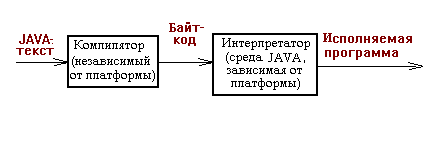 JAVA-
текст
Компилятор
(независимый
от платформы)
Байт-
код
Интерпретатор
(среда JAVA,
зависимая от
платформы)
Исполняемая
программа